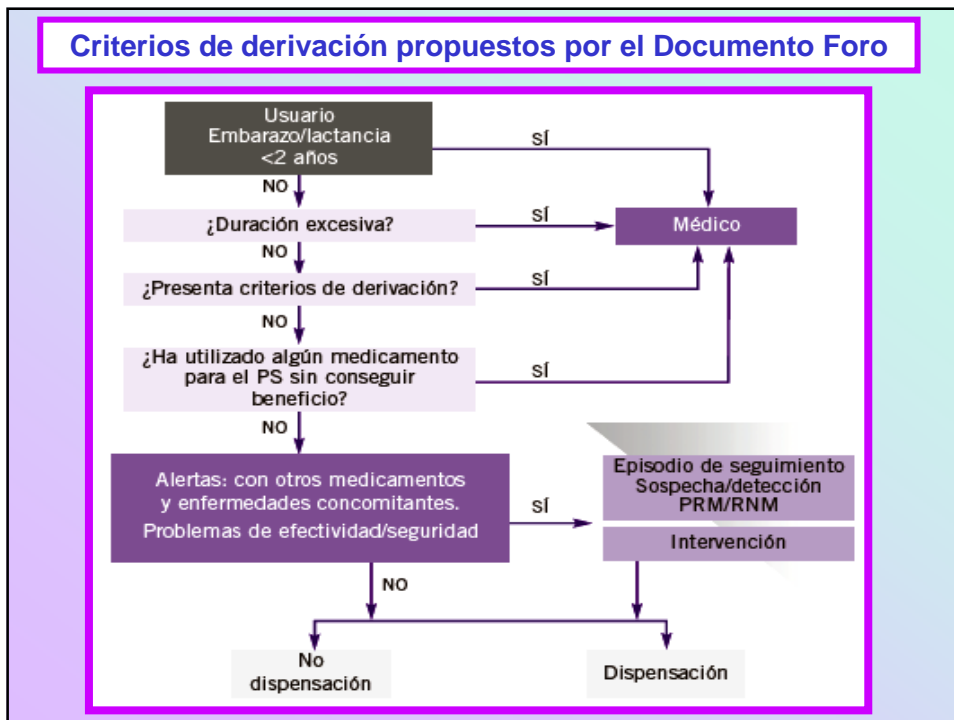 Criterios de derivación propuestos por el Documento Foro
Usuario
Embarazo/lactancia
<2 años
SÍ
NO
¿Duración excesiva?
SÍ
Médico
NO
¿Presenta criterios de derivación?
SÍ
NO
¿Ha utilizado algún medicamento
para el PS sin conseguir
beneficio?
SÍ
NO
Alertas: con otros medicamentos
y enfermedades concomitantes.
Problemas de efectividad/seguridad
SÍ
Episodio de seguimiento
Sospecha/detección
PRM/RNM
Intervención
NO
No
dispensación
Dispensación